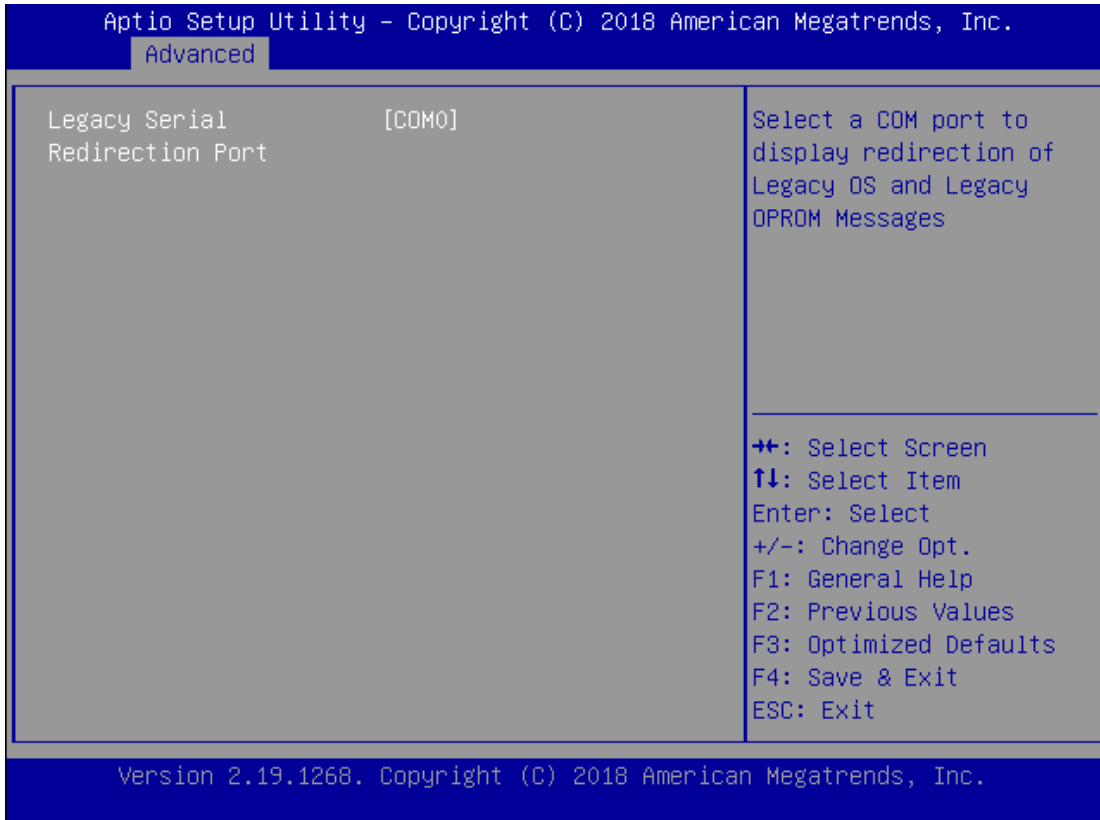 Aptio Setup Utility – Copyright (C) 2018 American Megatrends, Inc.
Advanced
Legacy Serial [COM0]
Redirection Port
Select a COM port to
display redirection of
Legacy OS and Legacy
OPROM Messages
→←: Select Screen
↑↓: Select Item
Enter: Select
+/-: Change Opt.
F1: General Help
F2: Previous Values
F3: Optimized Defaults
F4: Save & Exit
ESC: Exit
Version 2.19.1268. Copyright (C) 2018 American Megatrends, Inc.